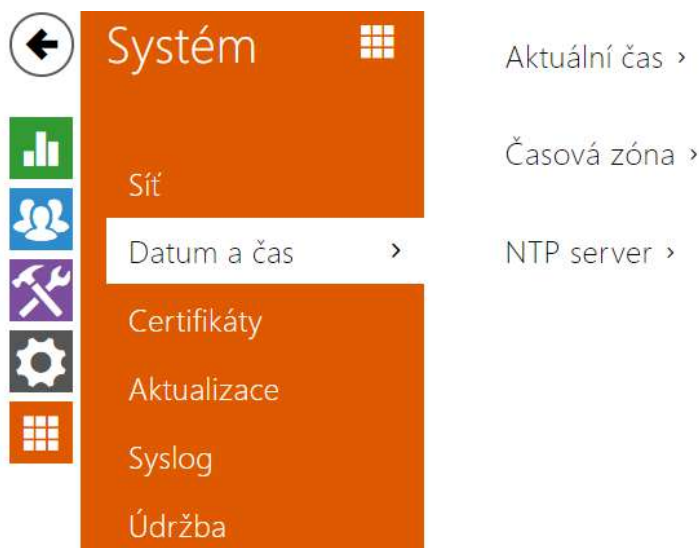 Systém
Síť
Datum a čas
Certifikáty
Aktualizace
Syslog
Údržba
Aktuální čas
Časová zóna
NTP server